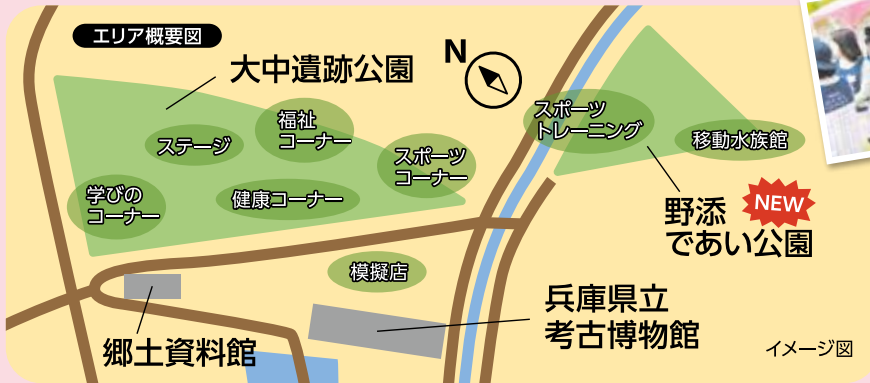 エリア概要図
大中遺跡公園
N
ステージ
福祉
コーナー
スポーツ
コーナー
学びの
コーナー
健康コーナー
スポーツ
トレーニング
移動水族館
野添
であい公園
NEW
模擬店
兵庫県立
考古博物館
郷土資料館
イメージ図